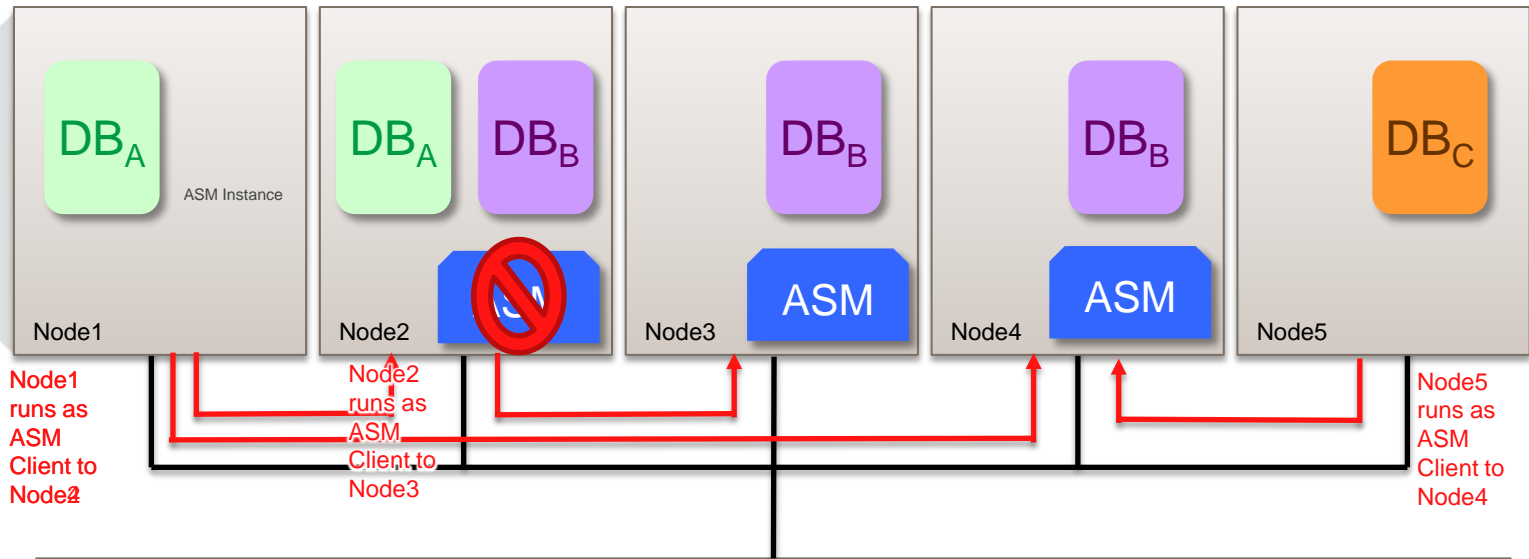 DBA
DBA
DBB
DBB
DBB
DBC
ASM Instance
ASM
ASM
Node1
Node2
Node3
Node4
Node5
Node1
runs as
ASM
Client to
Node2
runs as
ASM
Client to
Node3
Node5
runs as
ASM
Client to
Node4